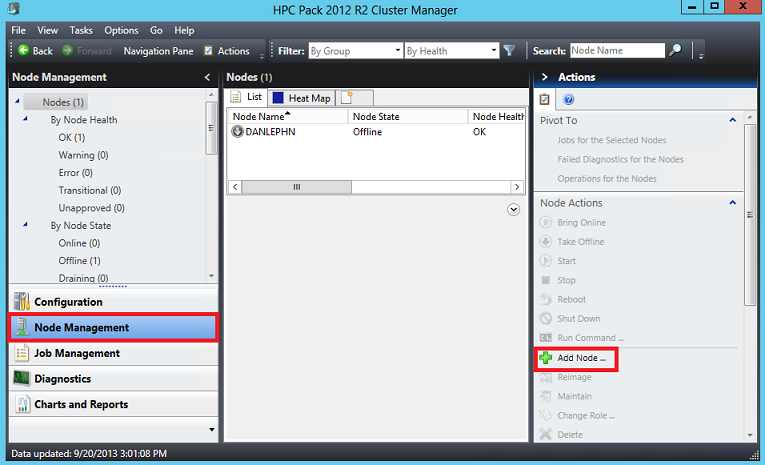 HPC Pack 2012 R2 Cluster Manager
File View Tasks Options Go Help
Back Forward Navigation Pane Actions Filter: By Group By Health Search: Node Name
Node Management
Nodes (1)
By Node Health
OK (1)
Warning (0)
Error (0)
Transitional (0)
Unapproved (0)
By Node State
Online (0)
Offline (1)
Draining (0)
Configuration
Node Management
Job Management
Diagnostics
Charts and Reports
Nodes (1)
List Heat Map
Node Name Node State Node Health
DANLEPHN Offline OK
Actions
Pivot To
Jobs for the Selected Nodes
Failed Diagnostics for the Nodes
Operations for the Nodes
Node Actions
Bring Online
Take Offline
Start
Stop
Reboot
Shut Down
Run Command ...
Add Node ...
Reimage
Maintain
Change Role ...
Delete
Data updated: 9/20/2013 3:01:08 PM